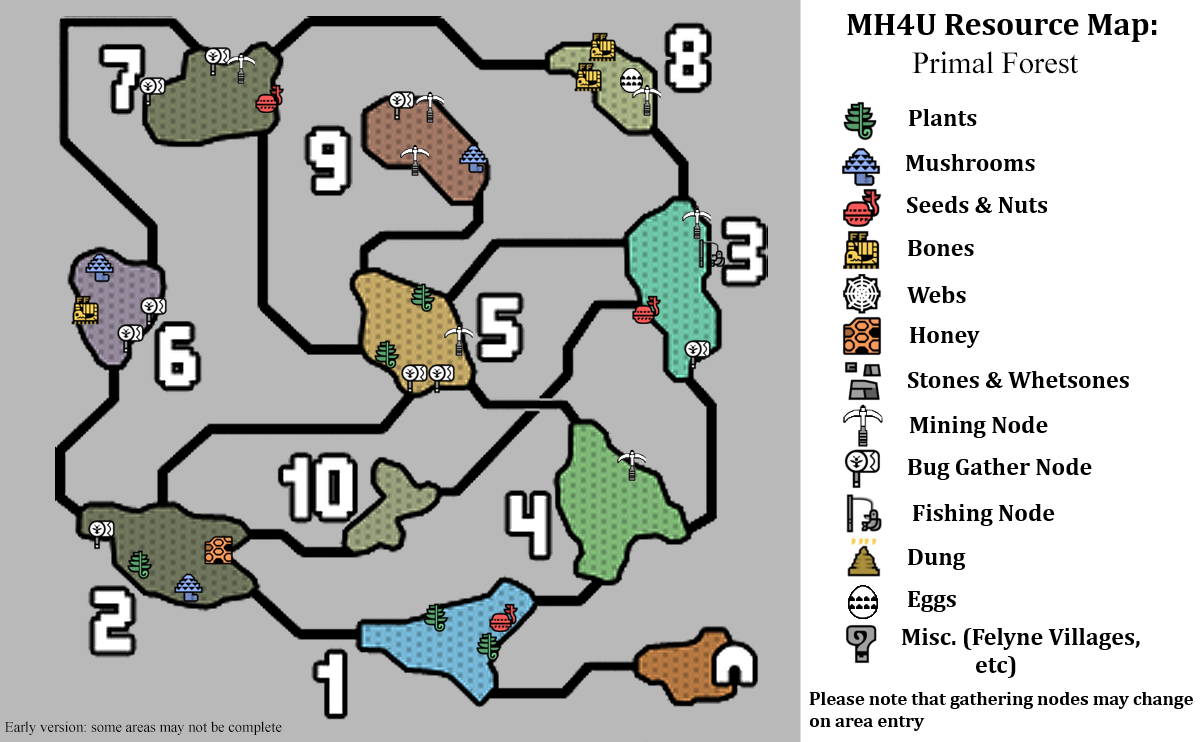 7
8
9
3
5
6
10
4
2
1
Early version: some areas may not be complete
MH4U Resource Map:
Primal Forest
Plants
Mushrooms
Seeds & Nuts
Bones
Webs
Honey
Stones & Whetsones
Mining Node
Bug Gather Node
Fishing Node
Dung
Eggs
Misc. (Felyne Villages,
etc)
Please note that gathering nodes may change
on area entry